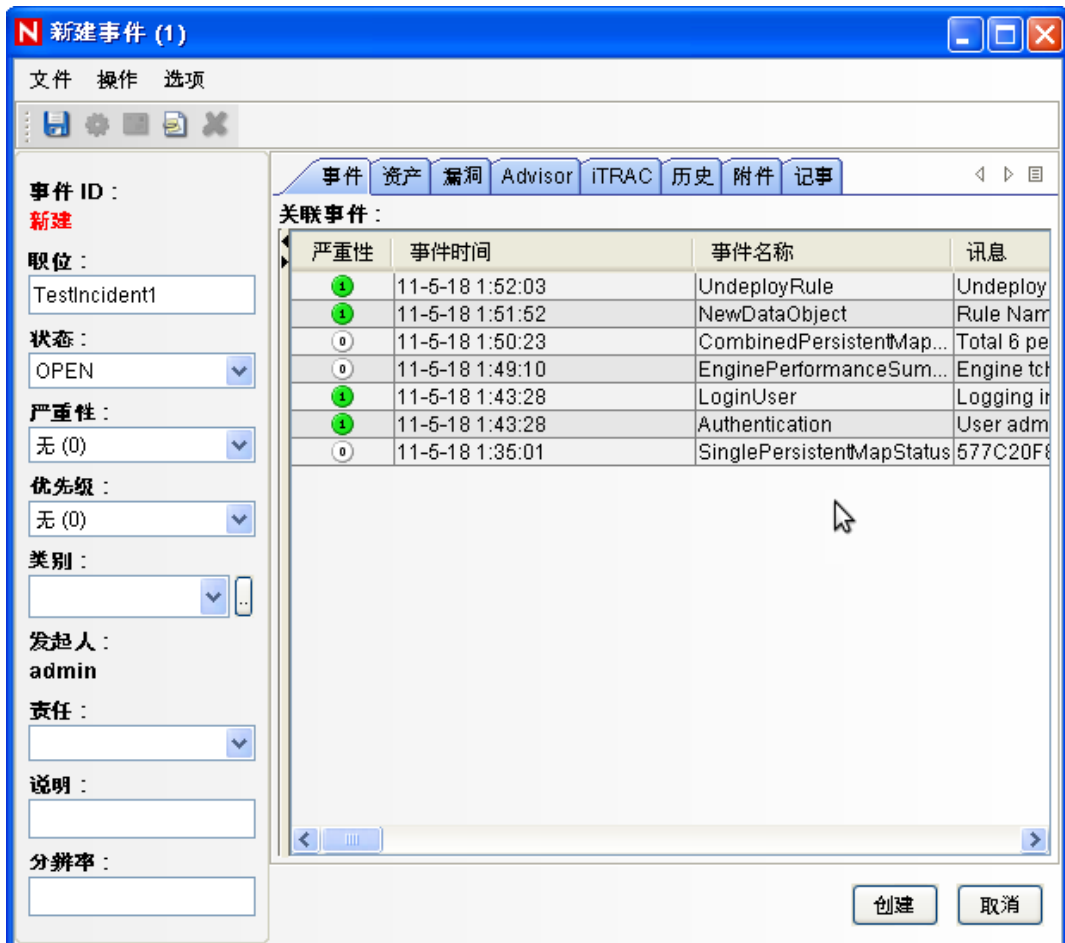 N 新建事件 (1)
文件 操作 选项
事件 ID :
新建
职位 :
TestIncident1
状态 :
OPEN
严重性 :
无 (0)
优先级 :
无 (0)
类别 :
..
发起人 :
admin
责任 :
说明 :
分辨率 :
事件 资产 漏洞 Advisor iTRAC 历史 附件 记事
关联事件 :
严重性 事件时间 事件名称 讯息
1 11-5-18 1:52:03 UndeployRule Undeploy
1 11-5-18 1:51:52 NewDataObject Rule Nam
0 11-5-18 1:50:23 CombinedPersistentMap... Total 6 pe
0 11-5-18 1:49:10 EnginePerformanceSum... Engine tch
1 11-5-18 1:43:28 LoginUser Logging in
1 11-5-18 1:43:28 Authentication User adm
0 11-5-18 1:35:01 SinglePersistentMapStatus 577C20F8
创建 取消